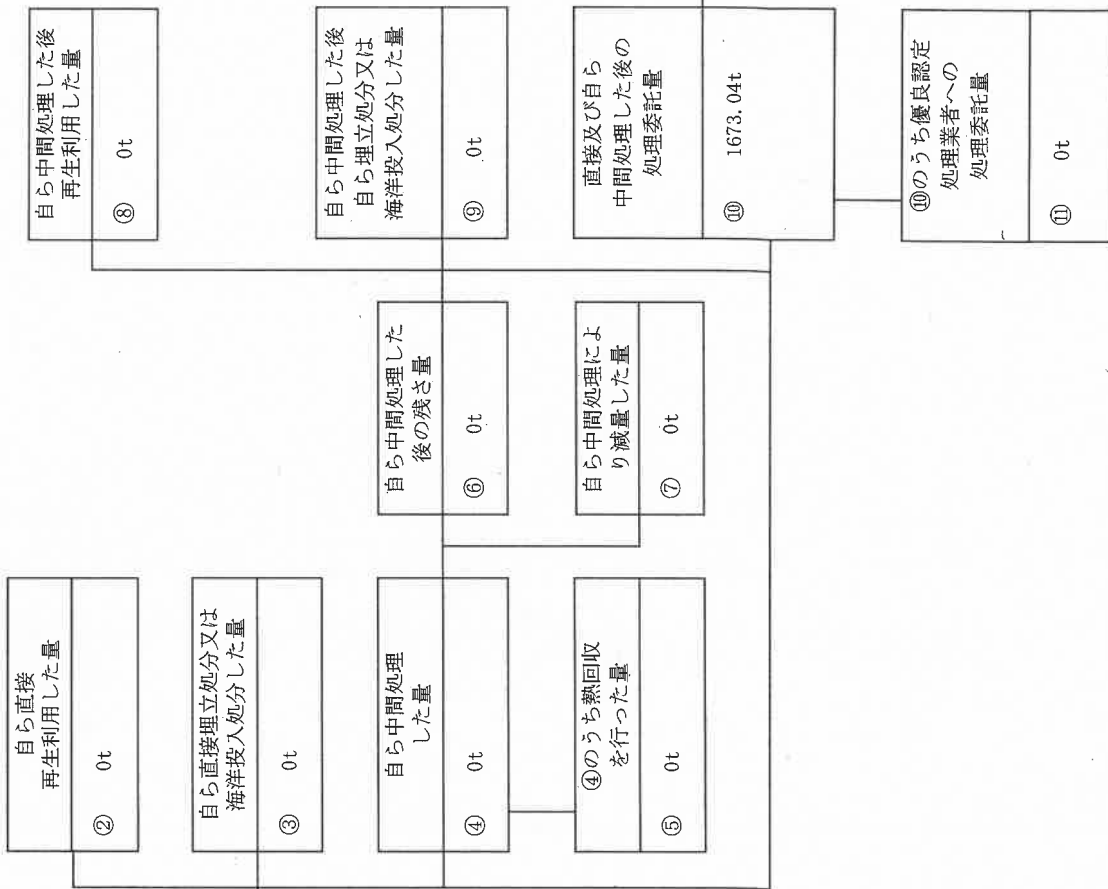 自ら直接
再生利用した量
② 0t
自ら直接埋立処分又は
海洋投入処分した量
③ 0t
自ら中間処理
した量
④ 0t
④のうち熱回収
を行った量
⑤ 0t
自ら中間処理した
後の残さ量
⑥ 0t
自ら中間処理によ
り減量した量
⑦ 0t
自ら中間処理した後
再生利用した量
⑧ 0t
自ら中間処理した後
自ら埋立処分又は
海洋投入処分した量
⑨ 0t
直接及び自ら
中間処理した後の
処理委託量
⑩ 1673.04t
⑩のうち優良認定
処理業者への
処理委託量
⑪ 0t